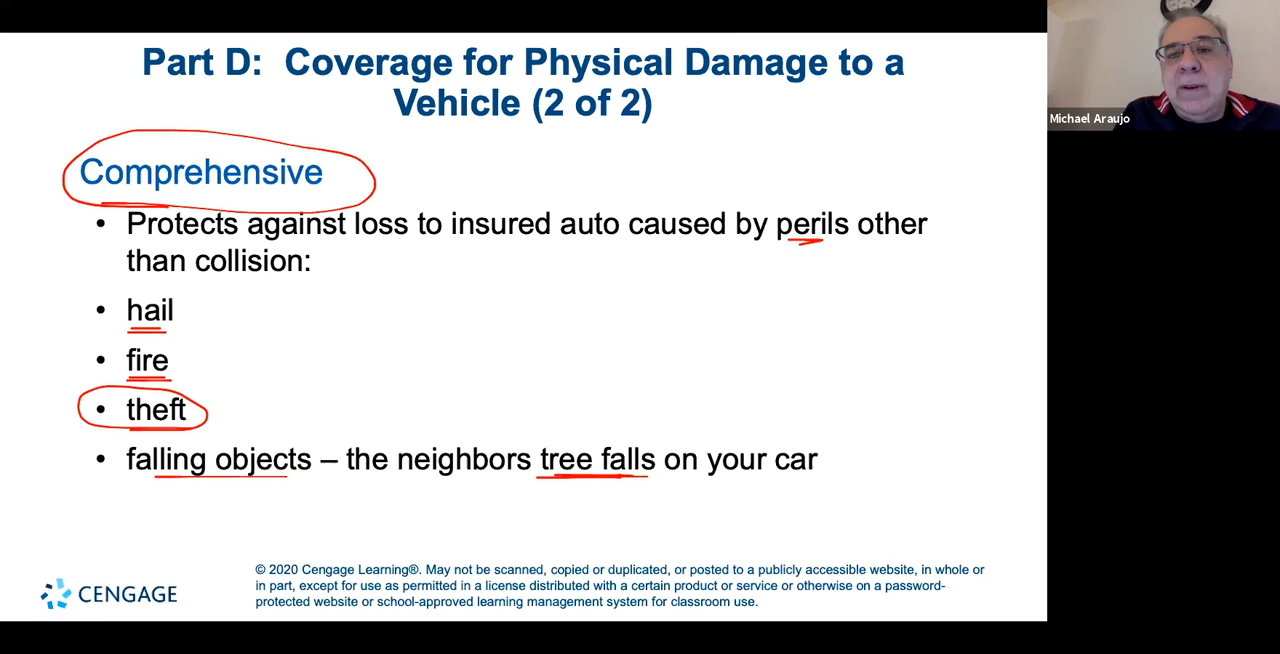 Part D: Coverage for Physical Damage to a
Vehicle (2 of 2)
Michael Araujo
Comprehensive
• Protects against loss to insured auto caused by perils other
than collision:
• hail
• fire
• theft
• falling objects – the neighbors tree falls on your car
© 2020 Cengage Learning®. May not be scanned, copied or duplicated, or posted to a publicly accessible website, in whole or
in part, except for use as permitted in a license distributed with a certain product or service or otherwise on a password-
protected website or school-approved learning management system for classroom use.
CENGAGE